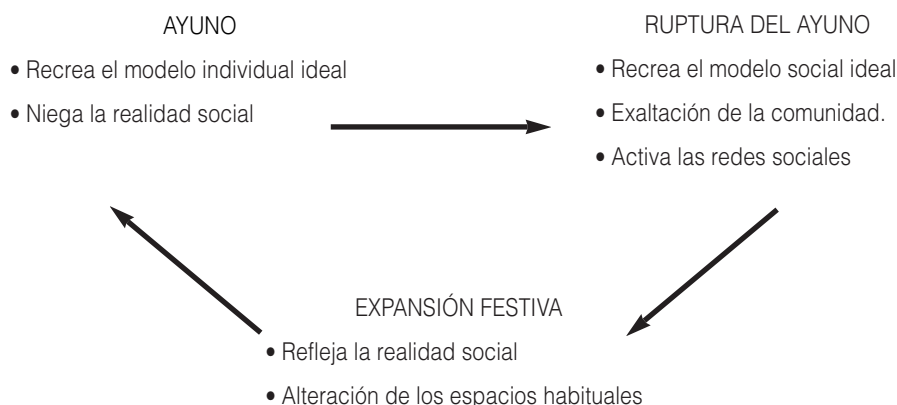 AYUNO
• Recrea el modelo individual ideal
• Niega la realidad social
RUPTURA DEL AYUNO
• Recrea el modelo social ideal
• Exaltación de la comunidad.
• Activa las redes sociales
EXPANSIÓN FESTIVA
• Refleja la realidad social
• Alteración de los espacios habituales